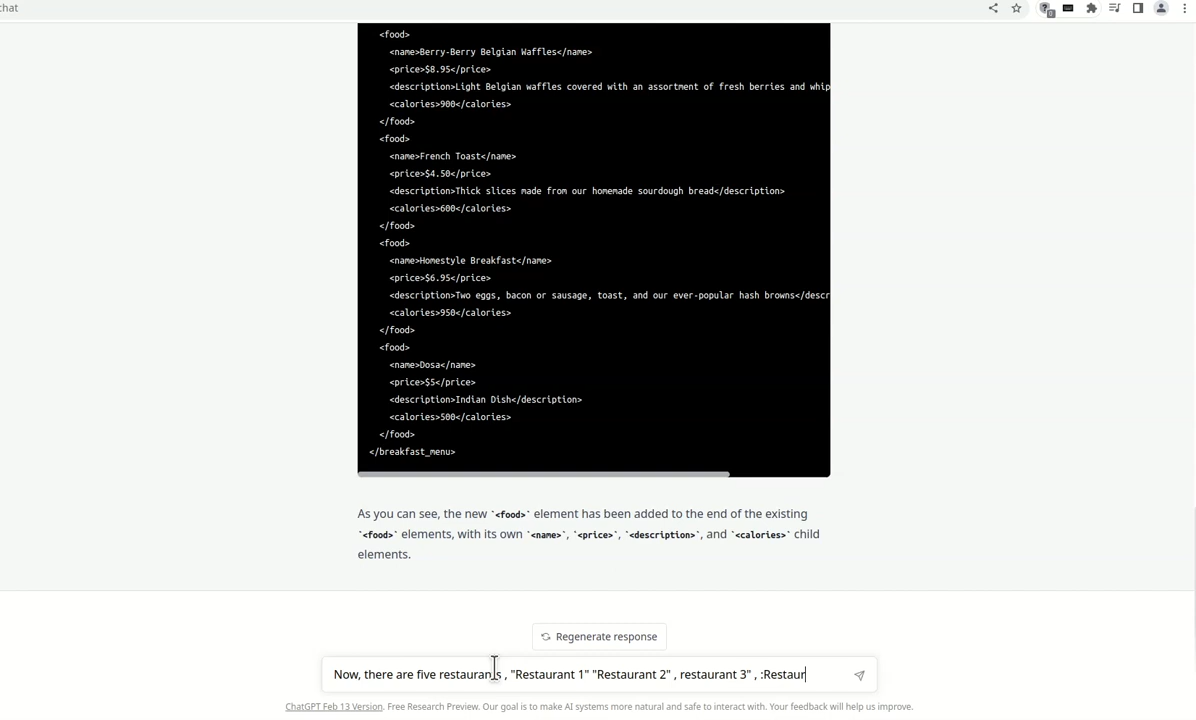 chat
<food>
<name>Berry-Berry Belgian Waffles</name>
<price>$8.95</price>
<description>Light Belgian waffles covered with an assortment of fresh berries and whip
<calories>900</calories>
</food>
<food>
<name>French Toast</name>
<price>$4.50</price>
<description>Thick slices made from our homemade sourdough bread</description>
<calories>600</calories>
</food>
<food>
<name>Homestyle Breakfast</name>
<price>$6.95</price>
<description>Two eggs, bacon or sausage, toast, and our ever-popular hash browns</descr
<calories>950</calories>
</food>
<food>
<name>Dosa</name>
<price>$5</price>
<description>Indian Dish</description>
<calories>500</calories>
</food>
</breakfast_menu>
As you can see, the new `<food>` element has been added to the end of the existing
`<food>` elements, with its own `<name>`, `<price>`, `<description>`, and `<calories>` child
elements.
Regenerate response
Now, there are five restaurants , "Restaurant 1" "Restaurant 2" , restaurant 3" , :Restaur
ChatGPT Feb 13 Version. Free Research Preview. Our goal is to make AI systems more natural and safe to interact with. Your feedback will help us improve.